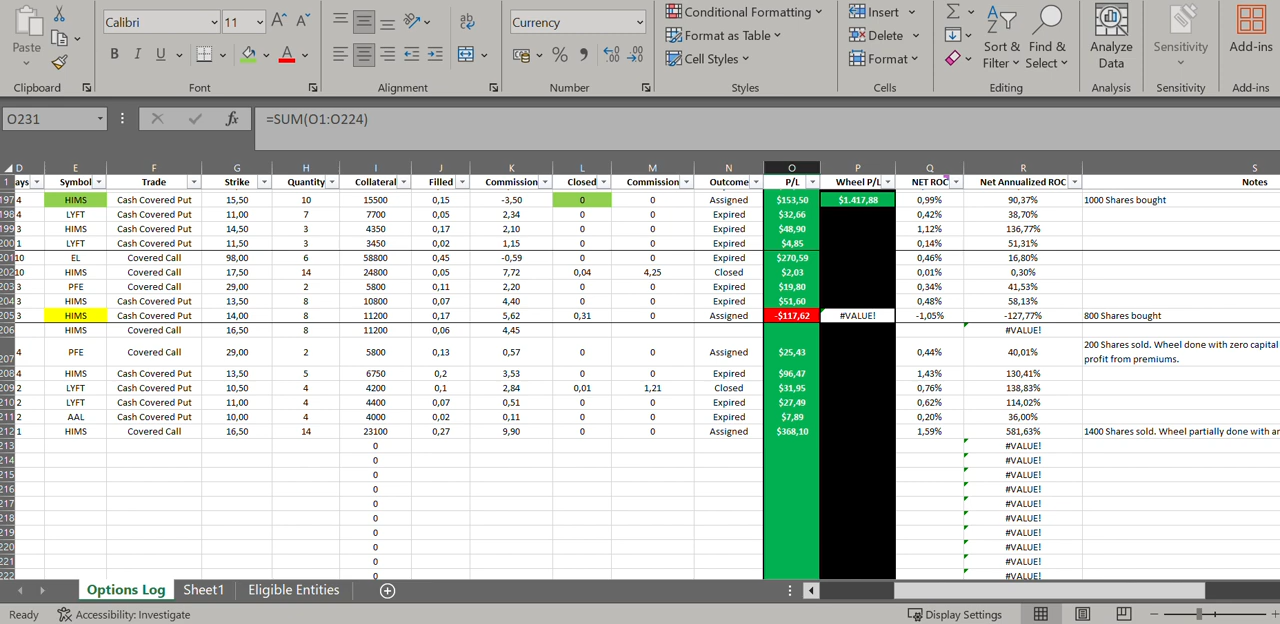 Calibri 11 Currency Conditional Formatting Insert
Paste Format as Table Delete Sort & Find & Analyze Sensitivity Add-ins
B I U % Cell Styles Format Filter Select Data
Clipboard Font Alignment Number Styles Cells Editing Analysis Sensitivity Add-ins
O231 fx =SUM(O1:O224)
D E F G H I J K L M N O P Q R S
1 ays Symbol Trade Strike Quantity Collateral Filled Commission Closed Commission Outcome P/L Wheel P/L NET ROC Net Annualized ROC Notes
197 4 HIMS Cash Covered Put 15,50 10 15500 0,15 -3,50 0 0 Assigned $153,50 $1.417,88 0,99% 90,37% 1000 Shares bought
198 4 LYFT Cash Covered Put 11,00 7 7700 0,05 2,34 0 0 Expired $32,66 0,42% 38,70%
199 3 HIMS Cash Covered Put 14,50 3 4350 0,17 2,10 0 0 Expired $48,90 1,12% 136,77%
200 1 LYFT Cash Covered Put 11,50 3 3450 0,02 1,15 0 0 Expired $4,85 0,14% 51,31%
201 10 EL Covered Call 98,00 6 58800 0,45 -0,59 0 Expired $270,59 0,46% 16,80%
202 10 HIMS Covered Call 17,50 14 24800 0,05 7,72 0,04 4,25 Closed $2,03 0,01% 0,30%
203 3 PFE Covered Call 29,00 2 5800 0,11 2,20 0 0 Expired $19,80 0,34% 41,53%
204 3 HIMS Cash Covered Put 13,50 8 10800 0,07 4,40 0 0 Expired $51,60 0,48% 58,13%
205 3 HIMS Cash Covered Put 14,00 8 11200 0,17 5,62 0,31 0 Assigned -$117,62 #VALUE! -1,05% -127,77% 800 Shares bought
206 HIMS Covered Call 16,50 8 11200 0,06 4,45 #VALUE!
207 4 PFE Covered Call 29,00 2 5800 0,13 0,57 0 0 Assigned $25,43 0,44% 40,01% 200 Shares sold. Wheel done with zero capital
profit from premiums.
208 4 HIMS Cash Covered Put 13,50 5 6750 0,2 3,53 0 0 Expired $96,47 1,43% 130,41%
209 2 LYFT Cash Covered Put 10,50 4 4200 0,1 2,84 0,01 1,21 Closed $31,95 0,76% 138,83%
210 2 LYFT Cash Covered Put 11,00 4 4400 0,07 0,51 0 0 Expired $27,49 0,62% 114,02%
211 2 AAL Cash Covered Put 10,00 4 4000 0,02 0,11 0 0 Expired $7,89 0,20% 36,00%
212 1 HIMS Covered Call 16,50 14 23100 0,27 9,90 0 0 Assigned $368,10 1,59% 581,63% 1400 Shares sold. Wheel partially done with
213 0 #VALUE!
214 0 #VALUE!
215 0 #VALUE!
216 0 #VALUE!
217 0 #VALUE!
218 0 #VALUE!
219 0 #VALUE!
220 0 #VALUE!
221 0 #VALUE!
222 0 #VALUE!
Options Log Sheet1 Eligible Entities
Ready Accessibility: Investigate Display Settings